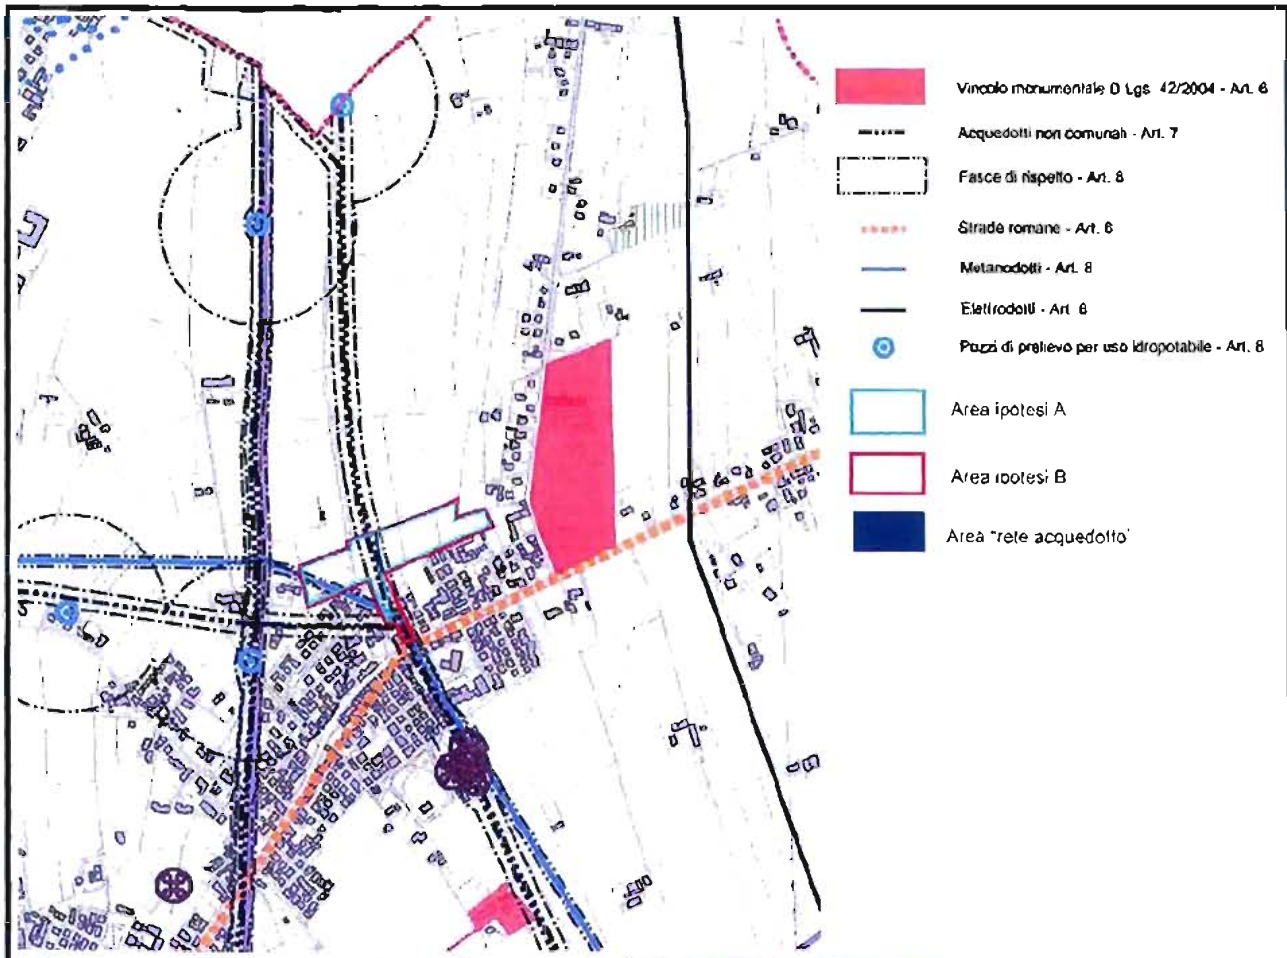 Vincolo monumentale D Lgs 42/2004 - Art. 6
Acquedotti non comunali - Art. 7
Fasce di rispetto - Art. 8
Strade romane - Art. 6
Metanodotti - Art. 8
Elettrodotti - Art. 8
Pozzi di prelievo per uso idropotabile - Art. 8
Area ipotesi A
Area ipotesi B
Area "rete acquedotto"